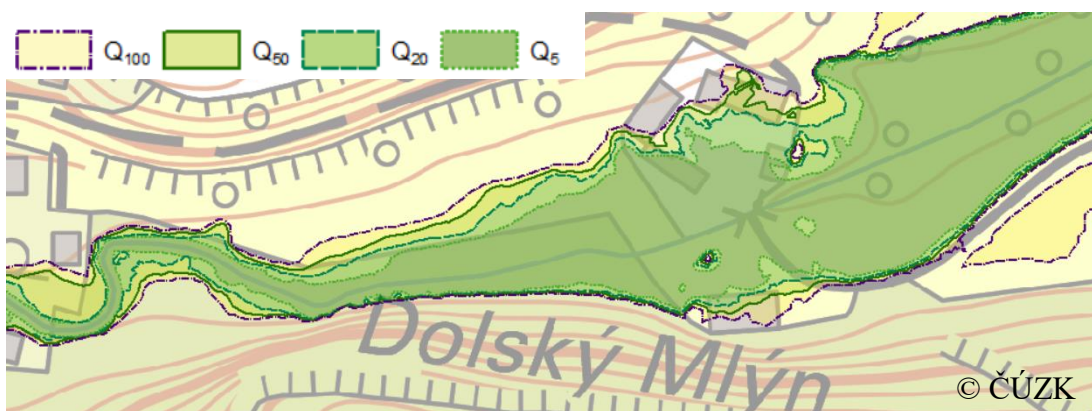 Q₁₀₀ Q₅₀ Q₂₀ Q₅
Dolský Mlýn
© ČÚZK